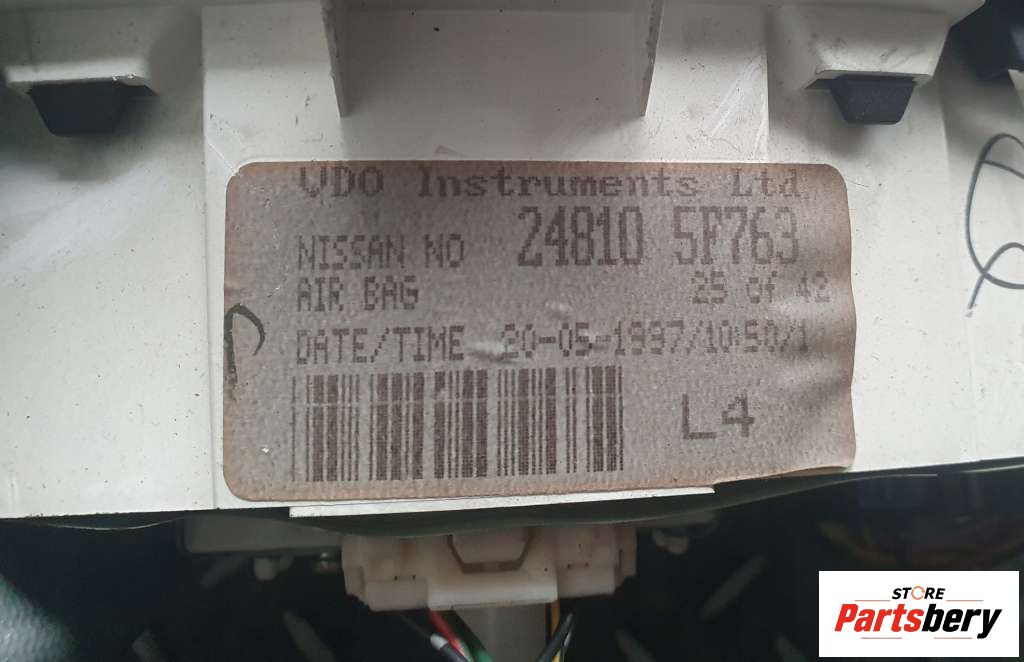 VDO Instruments Ltd
NISSAN NO 24810 5F763
AIR BAG 25 of 42
DATE/TIME 20-05-1997/10:50/1
L4
STORE
Partsbery